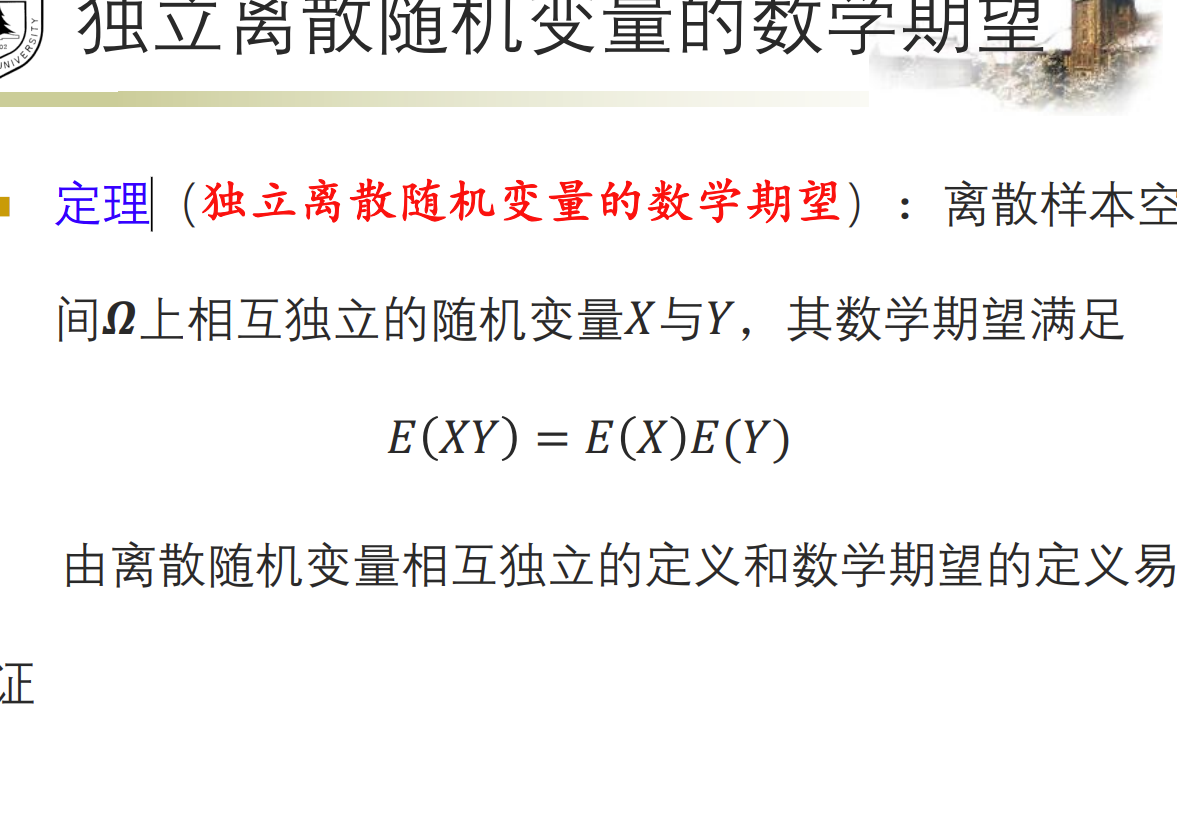 独立离散随机变量的数学期望
定理（独立离散随机变量的数学期望）：离散样本空
间Ω上相互独立的随机变量X与Y，其数学期望满足
E(XY) = E(X)E(Y)
由离散随机变量相互独立的定义和数学期望的定义易
证